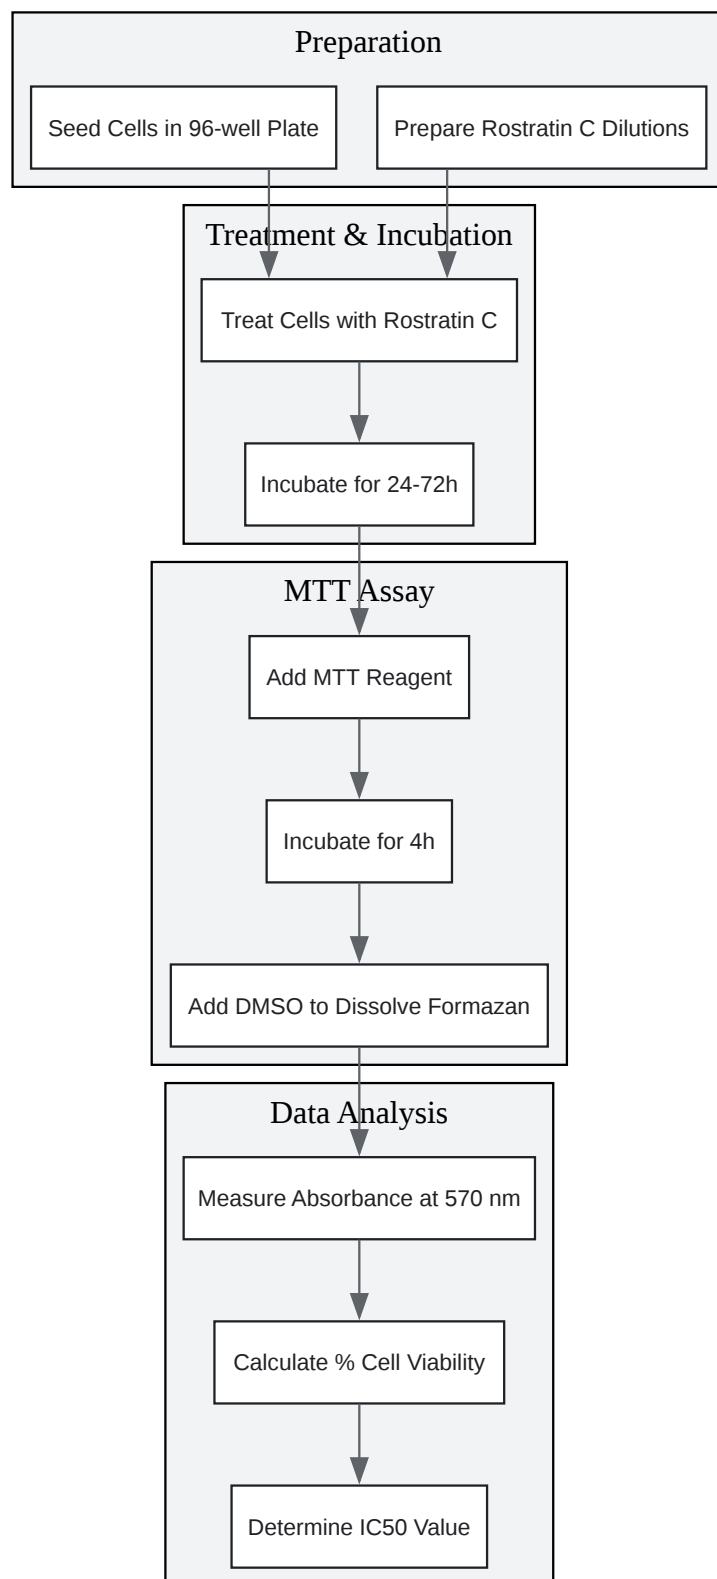 Preparation
Seed Cells in 96-well Plate
Prepare Rostratin C Dilutions
Treatment & Incubation
Treat Cells with Rostratin C
Incubate for 24-72h
MTT Assay
Add MTT Reagent
Incubate for 4h
Add DMSO to Dissolve Formazan
Data Analysis
Measure Absorbance at 570 nm
Calculate % Cell Viability
Determine IC50 Value